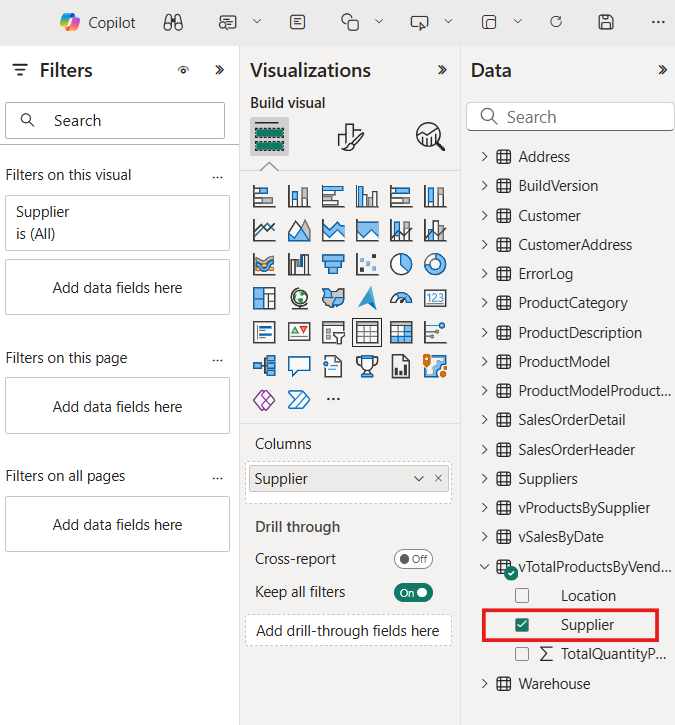 Copilot
Filters
Search
Filters on this visual
...
Supplier
is (All)
Add data fields here
Filters on this page
...
Add data fields here
Filters on all pages
...
Add data fields here
Visualizations
Build visual
123
...
Columns
Supplier
Drill through
Cross-report
Off
Keep all filters
On
Add drill-through fields here
Data
Search
Address
BuildVersion
Customer
CustomerAddress
ErrorLog
ProductCategory
ProductDescription
ProductModel
ProductModelProduct...
SalesOrderDetail
SalesOrderHeader
Suppliers
vProductsBySupplier
vSalesByDate
vTotalProductsByVend...
Location
Supplier
∑ TotalQuantityP...
Warehouse